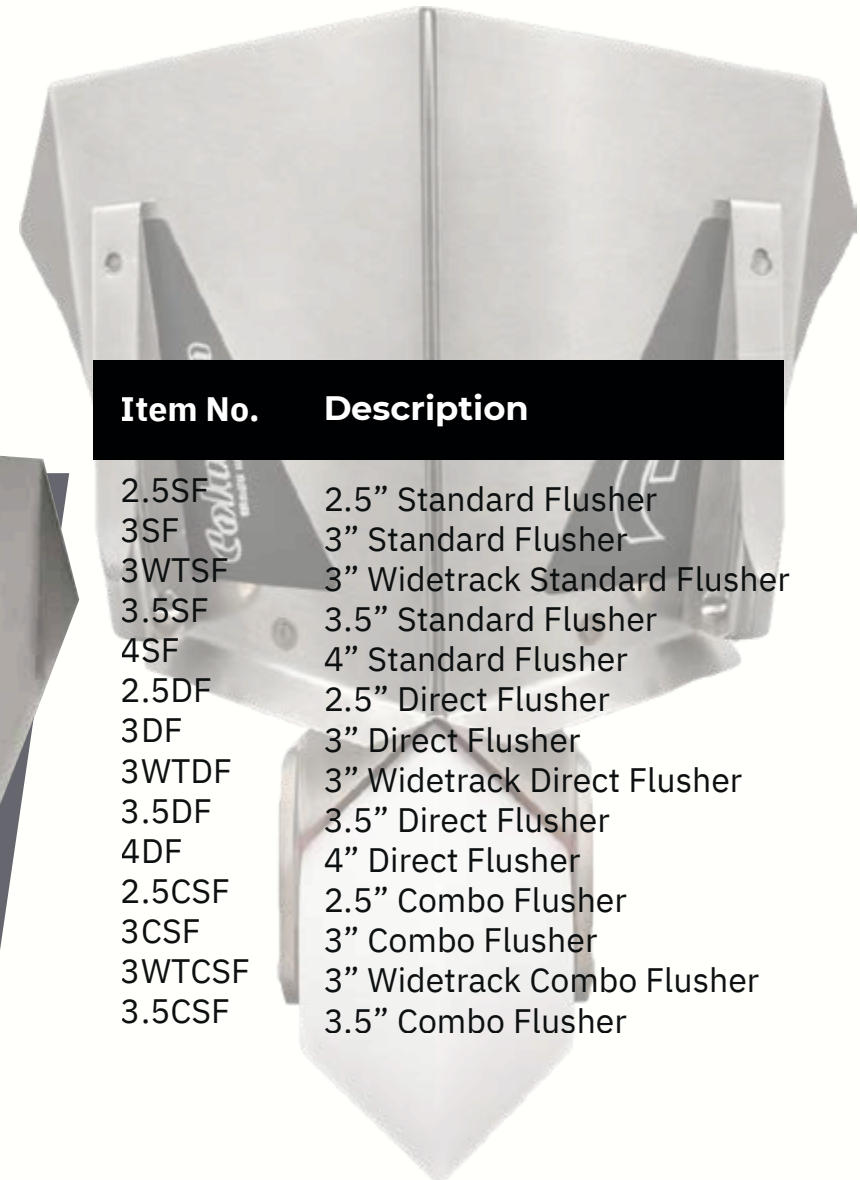 Item No. Description
2.5SF 2.5” Standard Flusher
3SF 3” Standard Flusher
3WTSF 3” Widetrack Standard Flusher
3.5SF 3.5” Standard Flusher
4SF 4” Standard Flusher
2.5DF 2.5” Direct Flusher
3DF 3” Direct Flusher
3WTDF 3” Widetrack Direct Flusher
3.5DF 3.5” Direct Flusher
4DF 4” Direct Flusher
2.5CSF 2.5” Combo Flusher
3CSF 3” Combo Flusher
3WTCSF 3” Widetrack Combo Flusher
3.5CSF 3.5” Combo Flusher